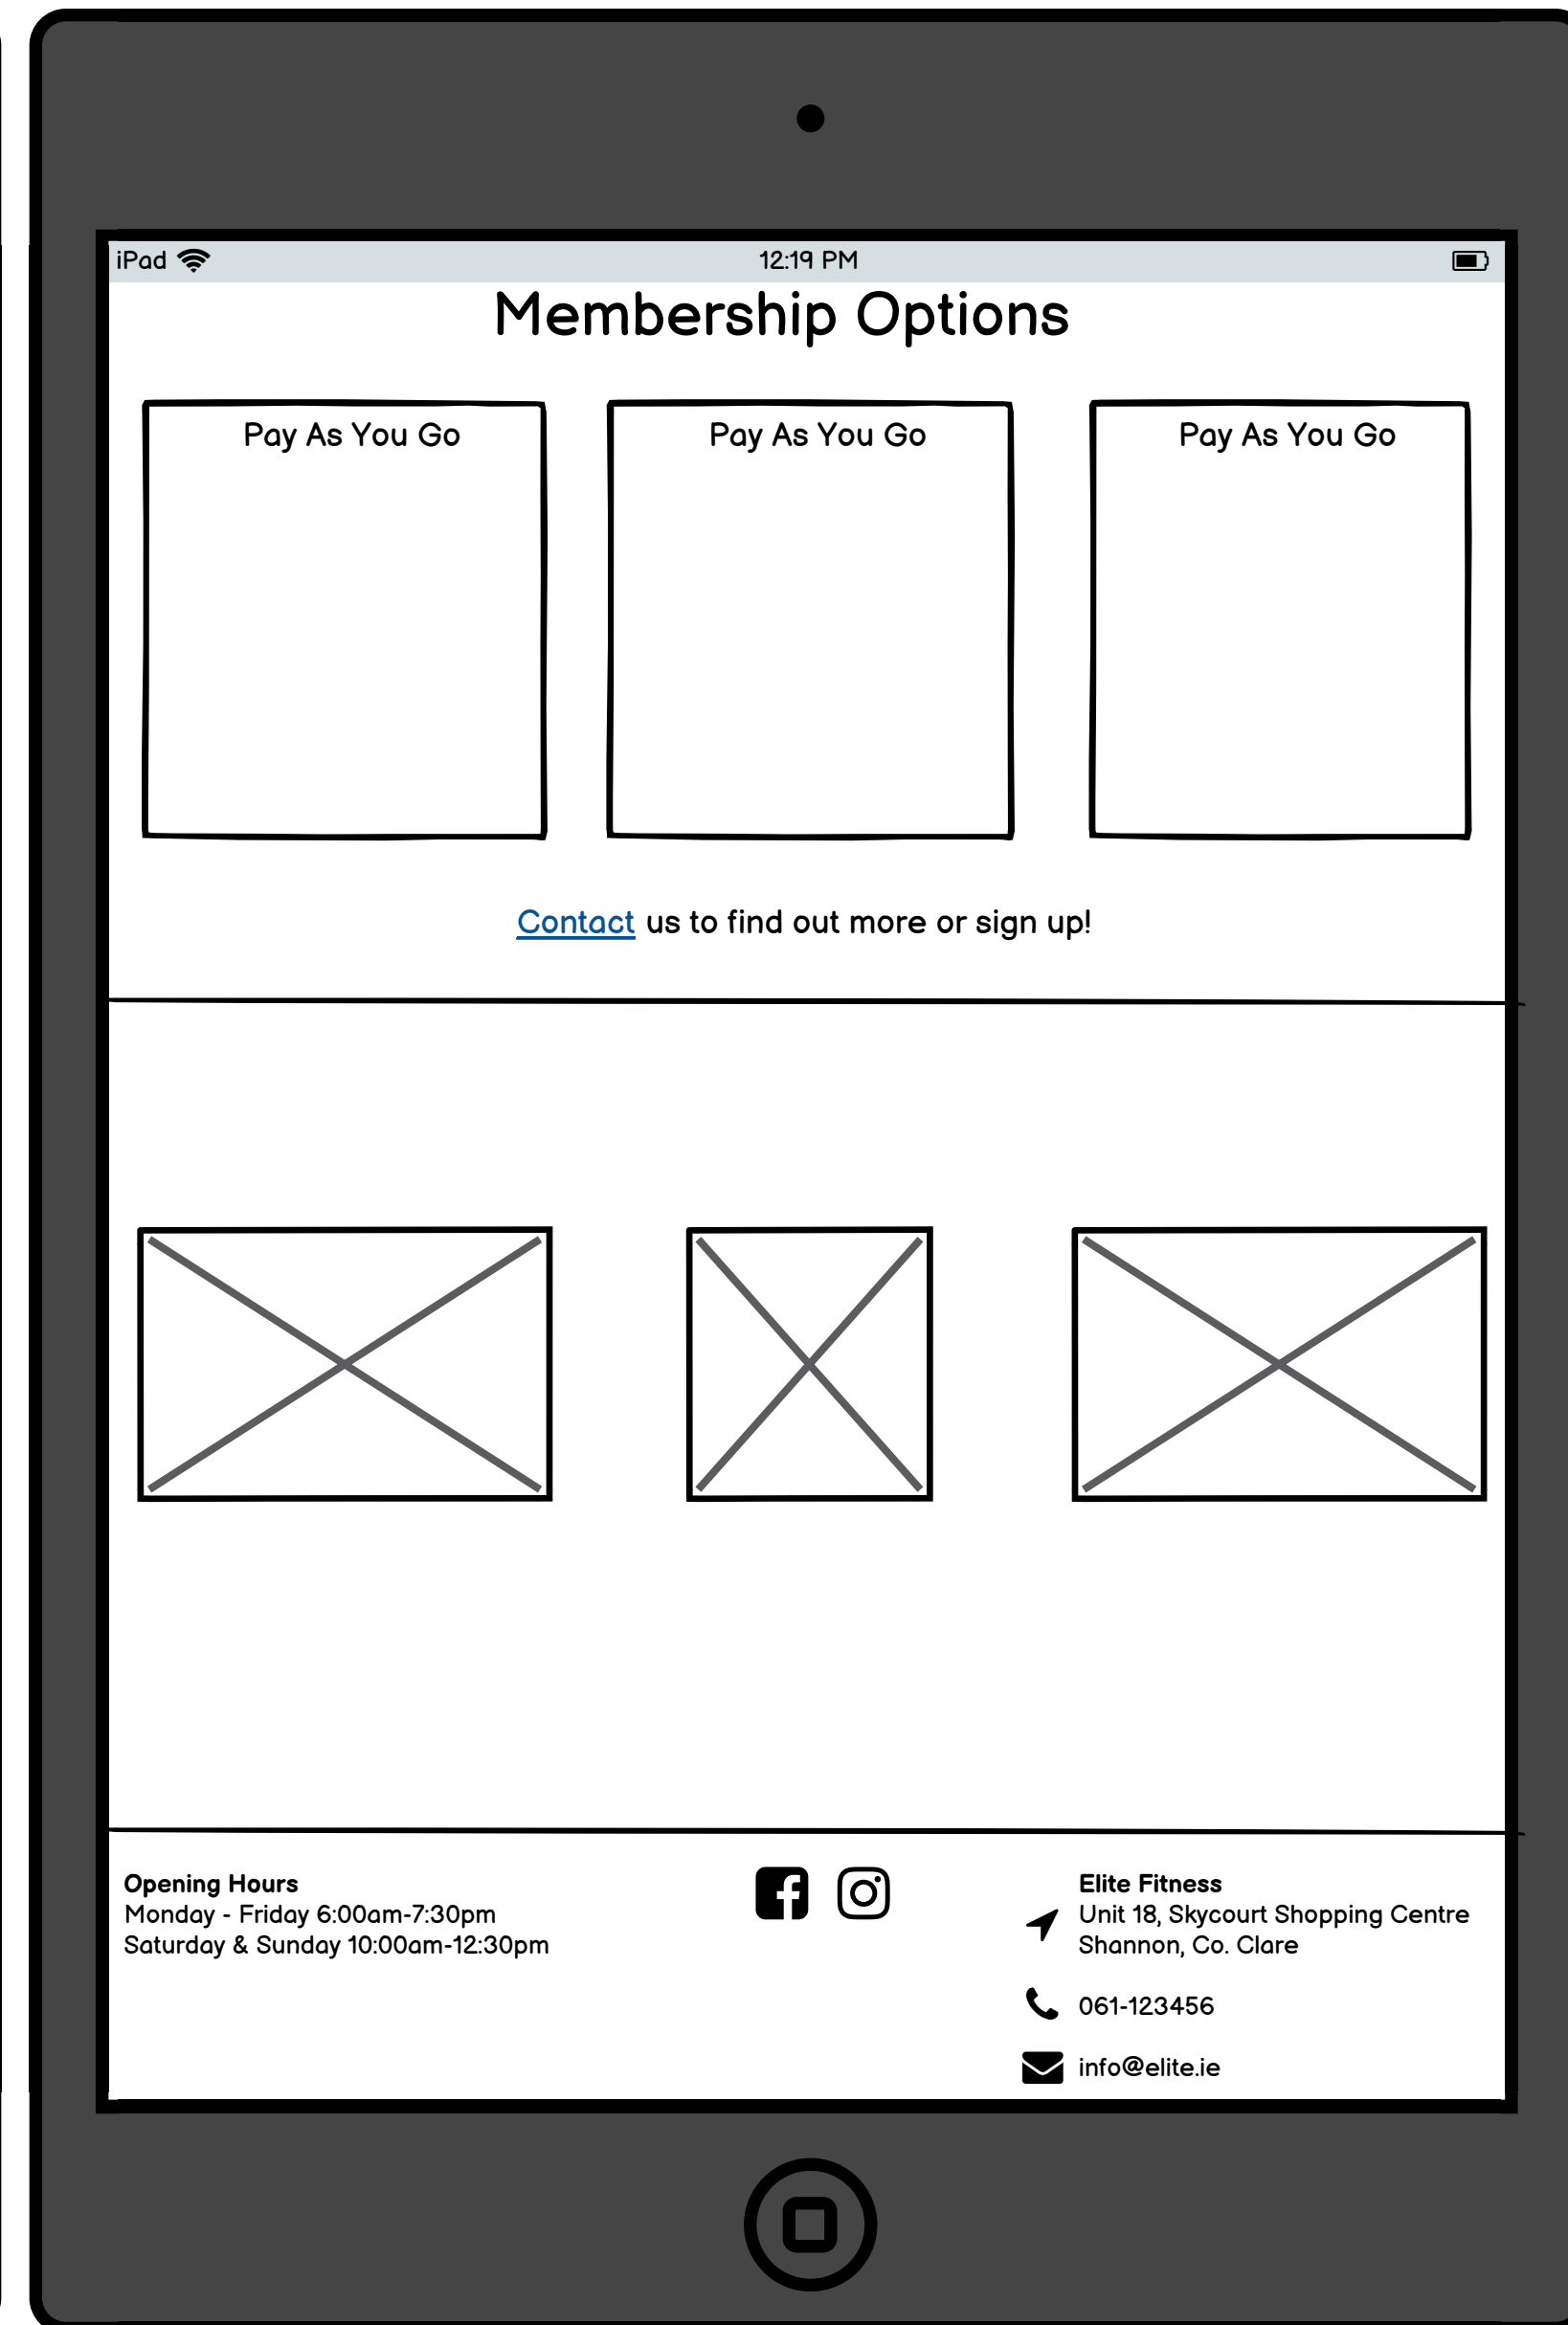 iPad 12:19 PM
Membership Options
Pay As You Go Pay As You Go Pay As You Go
Contact us to find out more or sign up!
Opening Hours
Monday - Friday 6:00am-7:30pm
Saturday & Sunday 10:00am-12:30pm
Elite Fitness
Unit 18, Skycourt Shopping Centre
Shannon, Co. Clare
061-123456
info@elite.ie